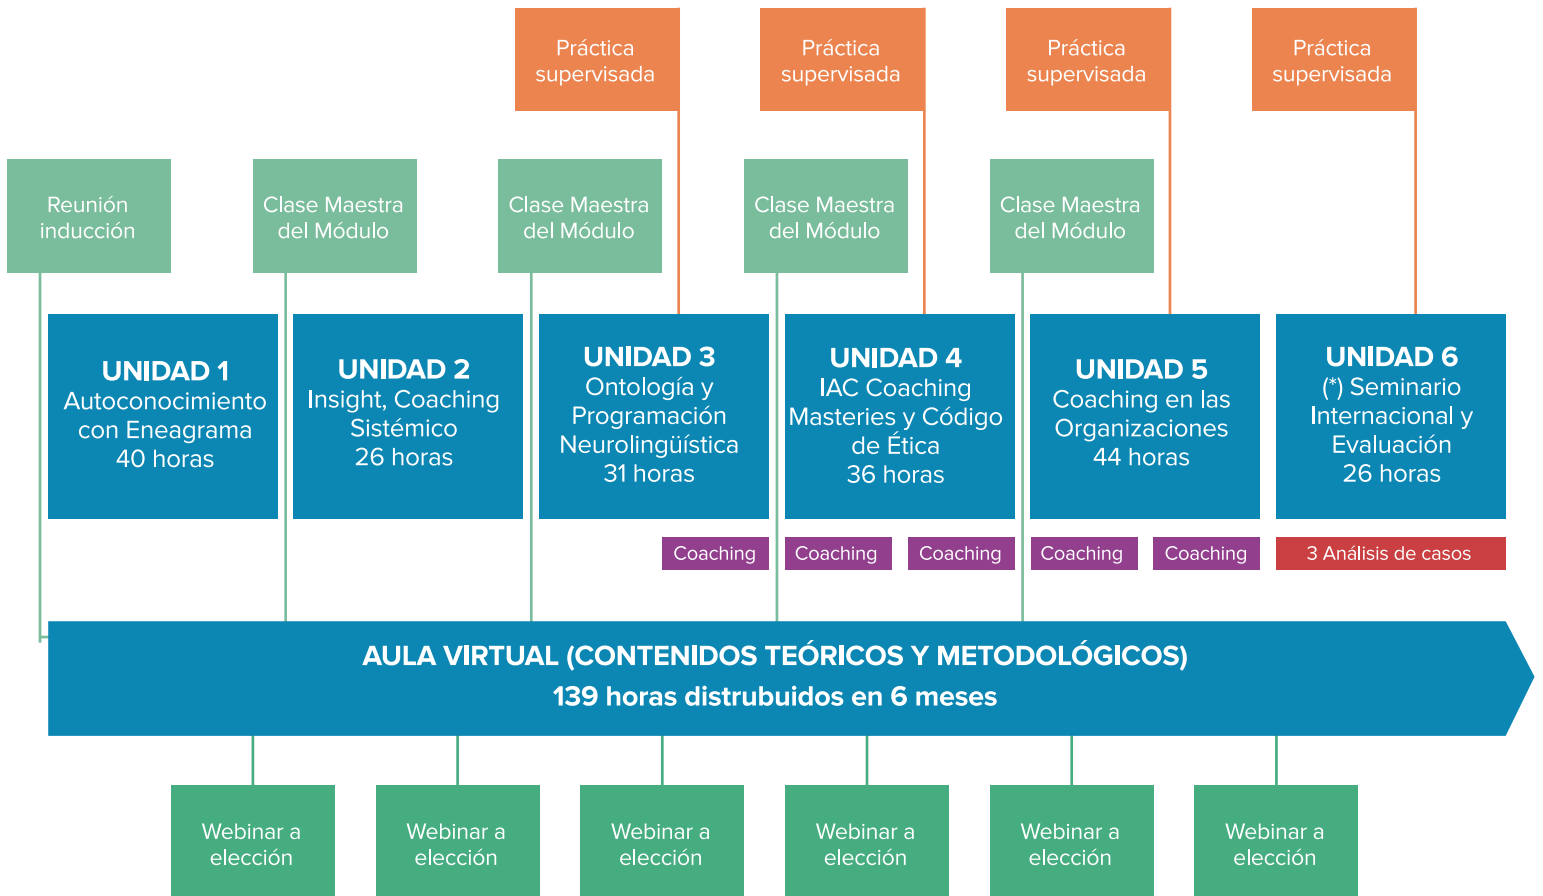 Práctica
supervisada
Práctica
supervisada
Práctica
supervisada
Práctica
supervisada
Reunión
inducción
Clase Maestra
del Módulo
Clase Maestra
del Módulo
Clase Maestra
del Módulo
Clase Maestra
del Módulo
UNIDAD 1
Autoconocimiento
con Eneagrama
40 horas
UNIDAD 2
Insight, Coaching
Sistémico
26 horas
UNIDAD 3
Ontología y
Programación
Neurolingüística
31 horas
UNIDAD 4
IAC Coaching
Masteries y Código
de Ética
36 horas
UNIDAD 5
Coaching en las
Organizaciones
44 horas
UNIDAD 6
(*) Seminario
Internacional y
Evaluación
26 horas
Coaching
Coaching
Coaching
Coaching
Coaching
3 Análisis de casos
AULA VIRTUAL (CONTENIDOS TEÓRICOS Y METODOLÓGICOS)
139 horas distrubuidos en 6 meses
Webinar a
elección
Webinar a
elección
Webinar a
elección
Webinar a
elección
Webinar a
elección
Webinar a
elección